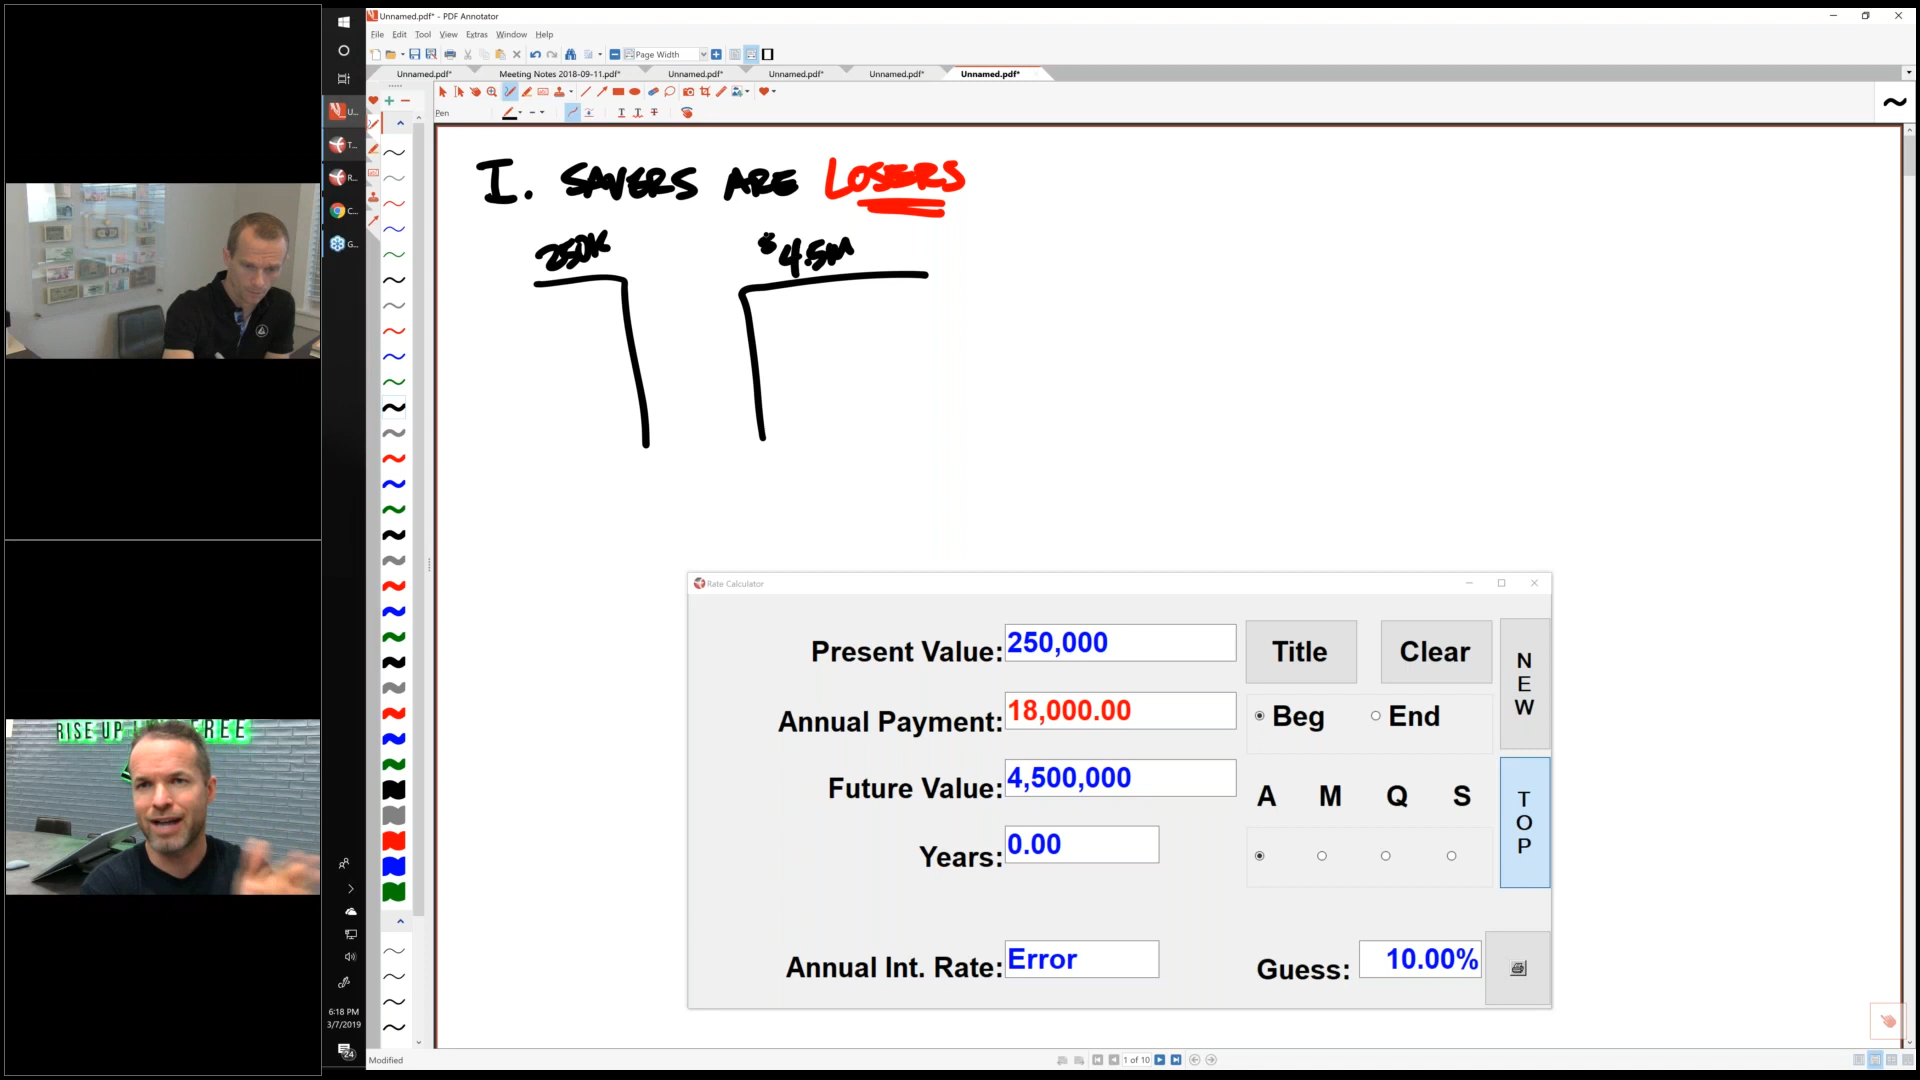 Unnamed.pdf* - PDF Annotator
File Edit Tool View Extras Window Help
Page Width
Unnamed.pdf* Meeting Notes 2018-09-11.pdf* Unnamed.pdf* Unnamed.pdf* Unnamed.pdf* Unnamed.pdf*
Pen
U...
T...
R...
C...
G...
I. SAVERS ARE LOSERS
250K $4.5M
Rate Calculator
Present Value: 250,000 Title Clear
NEW
Annual Payment: 18,000.00 Beg End
Future Value: 4,500,000 A M Q S
TOP
Years: 0.00
Annual Int. Rate: Error Guess: 10.00%
RISE UP FREE
6:18 PM
3/7/2019
24
Modified 1 of 10